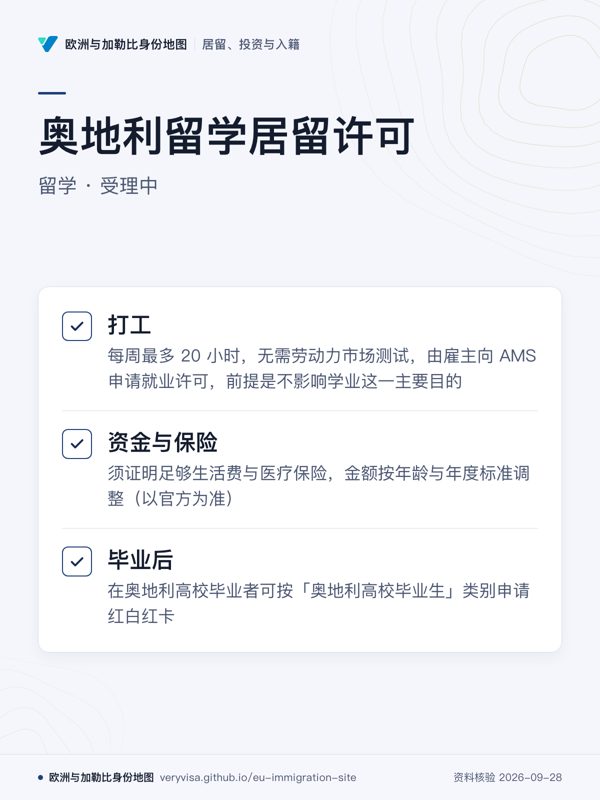 欧洲与加勒比身份地图 居留、投资与入籍
奥地利留学居留许可
留学 · 受理中
打工
每周最多 20 小时，无需劳动力市场测试，由雇主向 AMS
申请就业许可，前提是不影响学业这一主要目的
资金与保险
须证明足够生活费与医疗保险，金额按年龄与年度标准调
整（以官方为准）
毕业后
在奥地利高校毕业者可按「奥地利高校毕业生」类别申请
红白红卡
欧洲与加勒比身份地图 veryvisa.github.io/eu-immigration-site 资料核验 2026-09-28